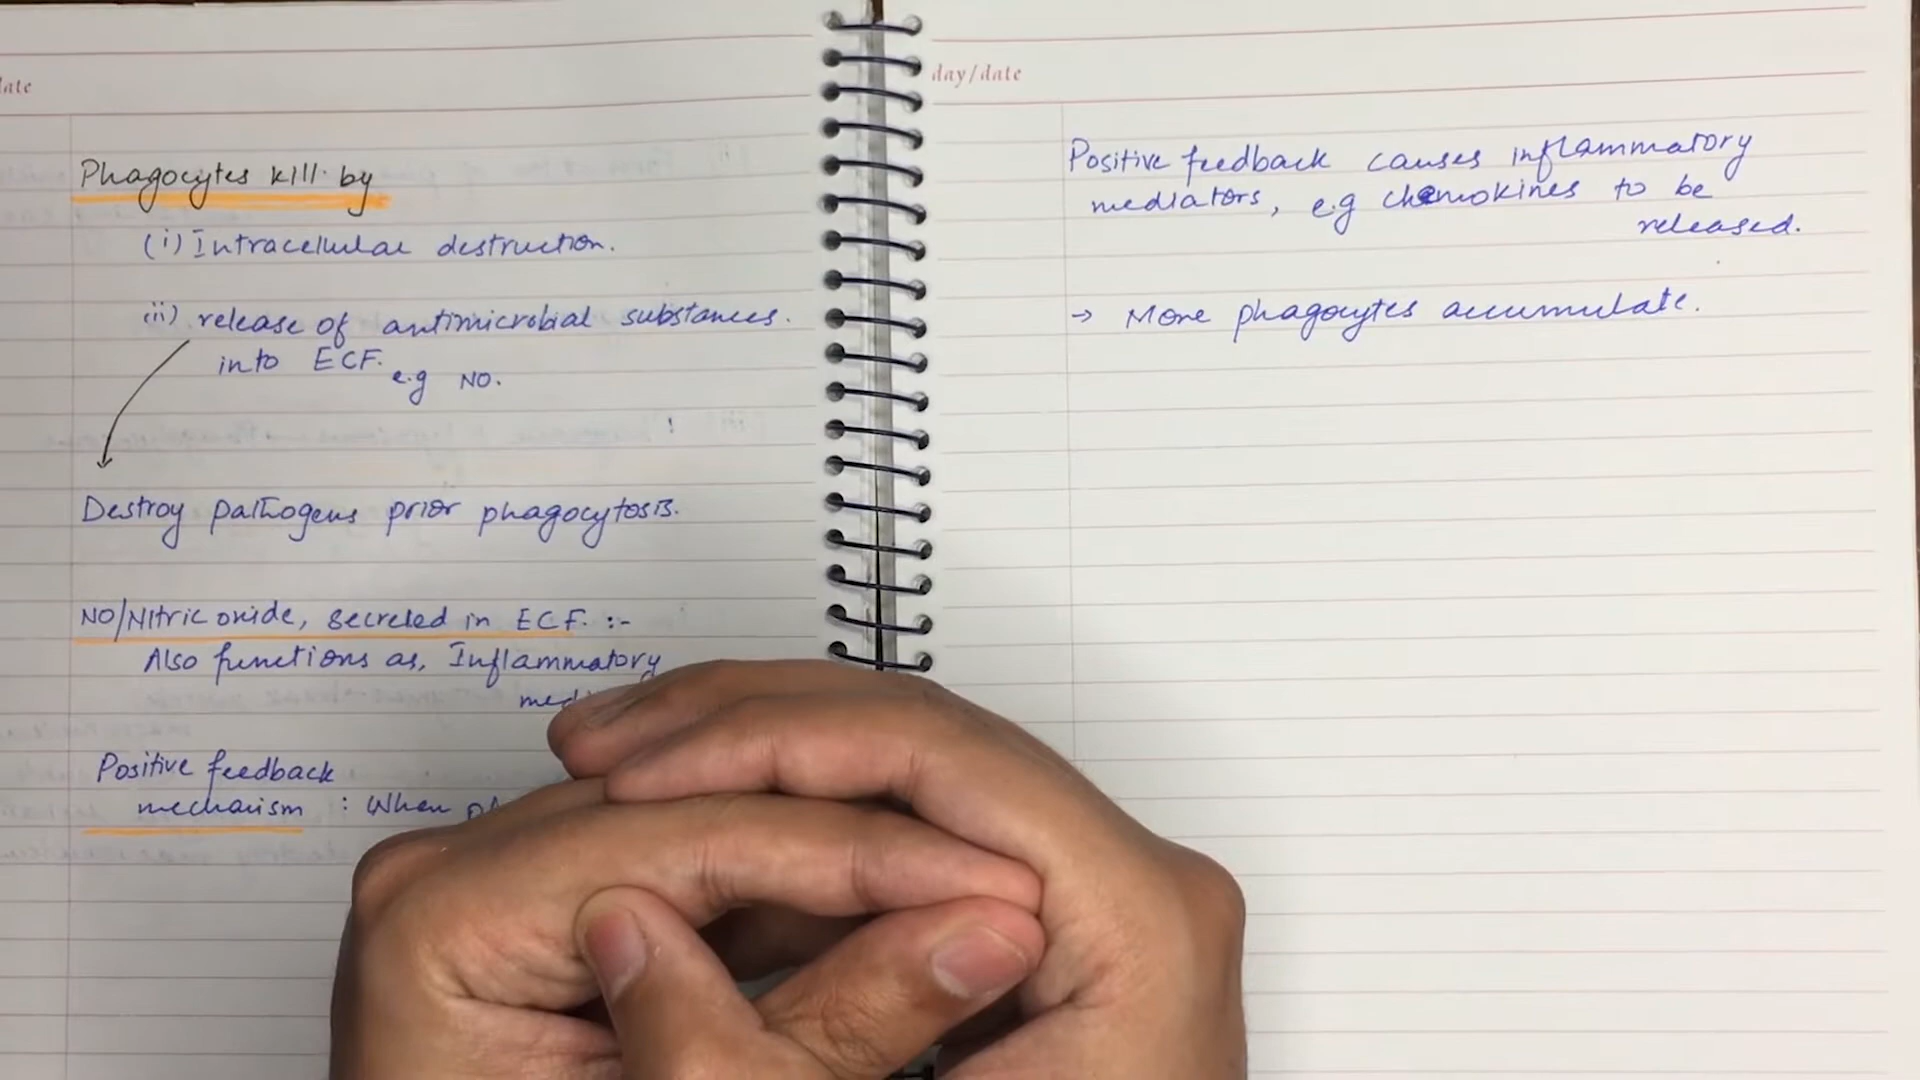 ate
Phagocytes kill by
(i) Intracellular destruction.
(ii) release of antimicrobial substances.
into ECF.
e.g NO.
Destroy pathogens prior phagocytosis.
NO/Nitric oxide, secreted in ECF. :-
Also functions as, Inflammatory
Positive feedback
mechanism : When
day/date
Positive feedback causes inflammatory
mediators, e.g chemokines to be
released.
→ More phagocytes accumulate.